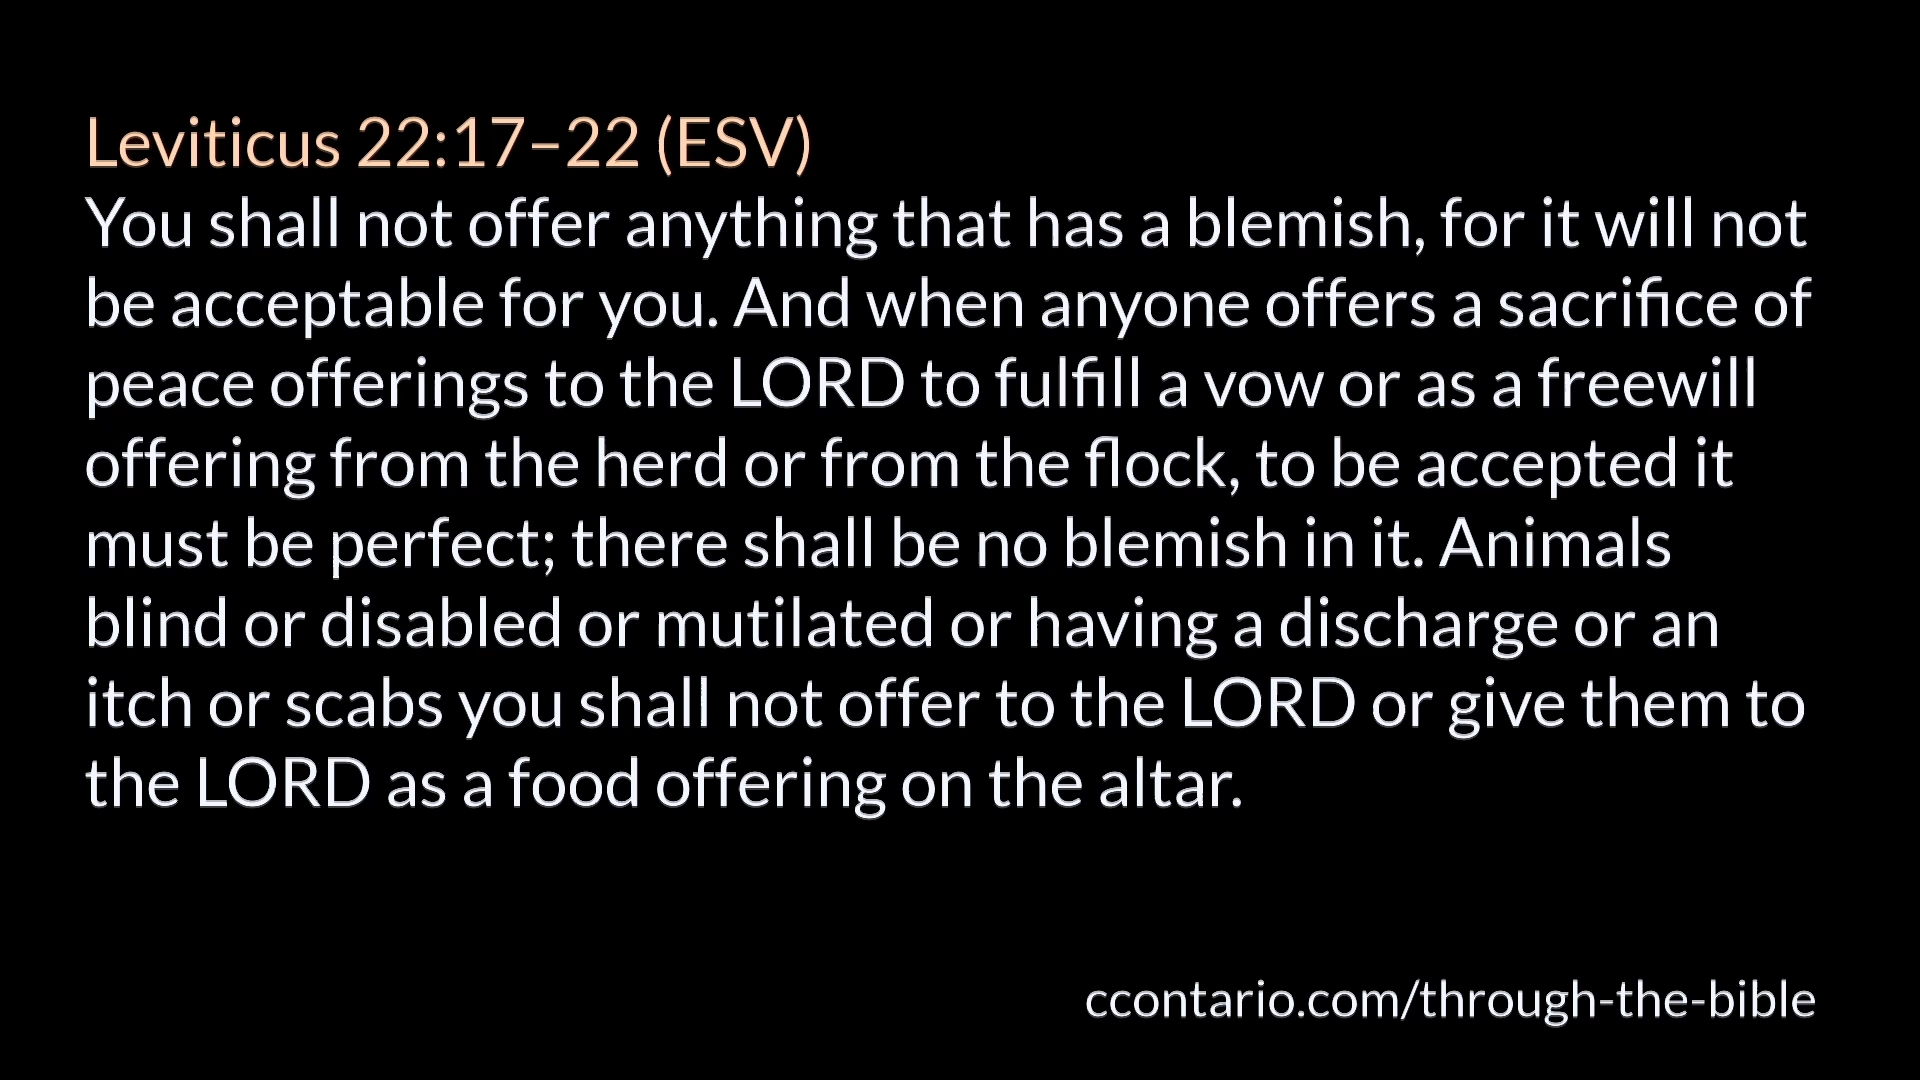 Leviticus 22:17–22 (ESV)
You shall not offer anything that has a blemish, for it will not
be acceptable for you. And when anyone offers a sacrifice of
peace offerings to the LORD to fulfill a vow or as a freewill
offering from the herd or from the flock, to be accepted it
must be perfect; there shall be no blemish in it. Animals
blind or disabled or mutilated or having a discharge or an
itch or scabs you shall not offer to the LORD or give them to
the LORD as a food offering on the altar.
ccontario.com/through-the-bible